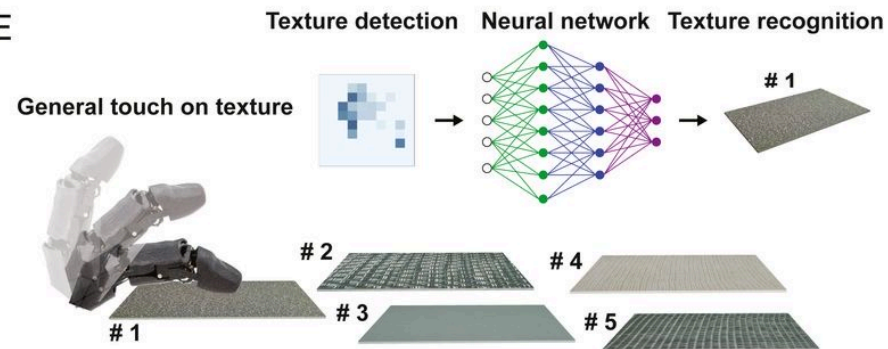 E
Texture detection Neural network Texture recognition
# 1
General touch on texture
# 2
# 4
# 3
# 5
# 1